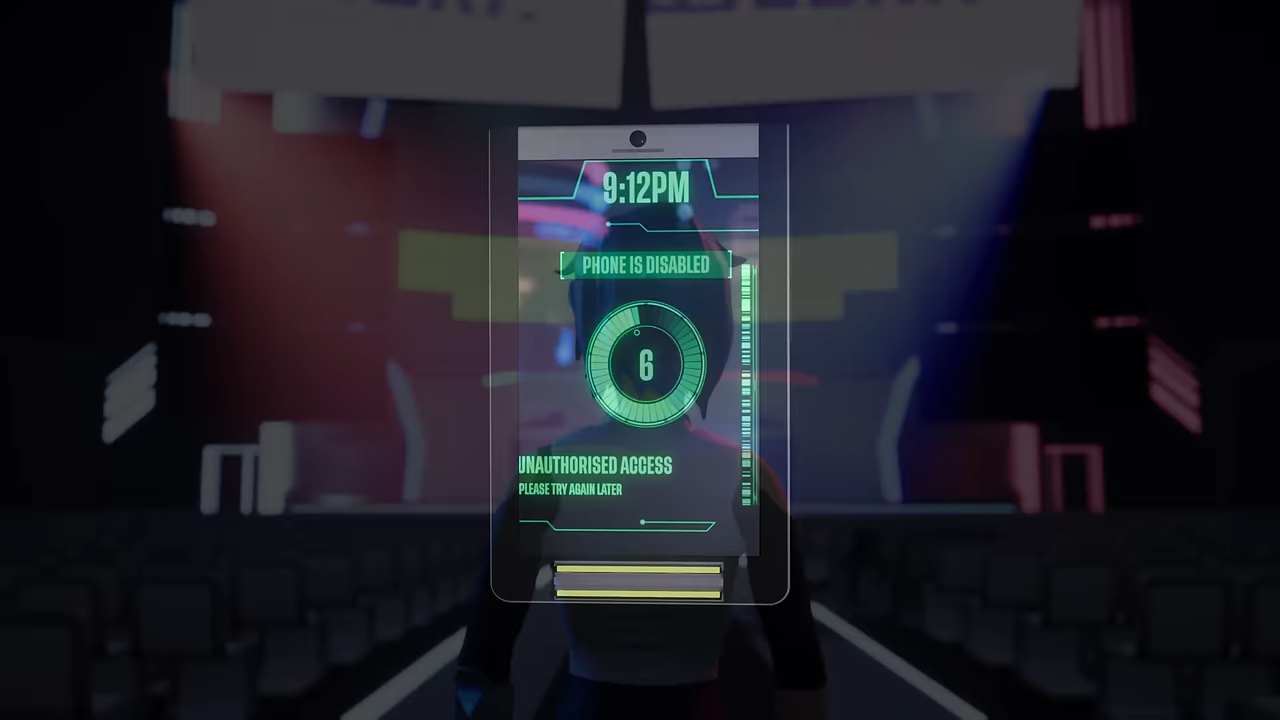 9:12PM
PHONE IS DISABLED
6
UNAUTHORISED ACCESS
PLEASE TRY AGAIN LATER